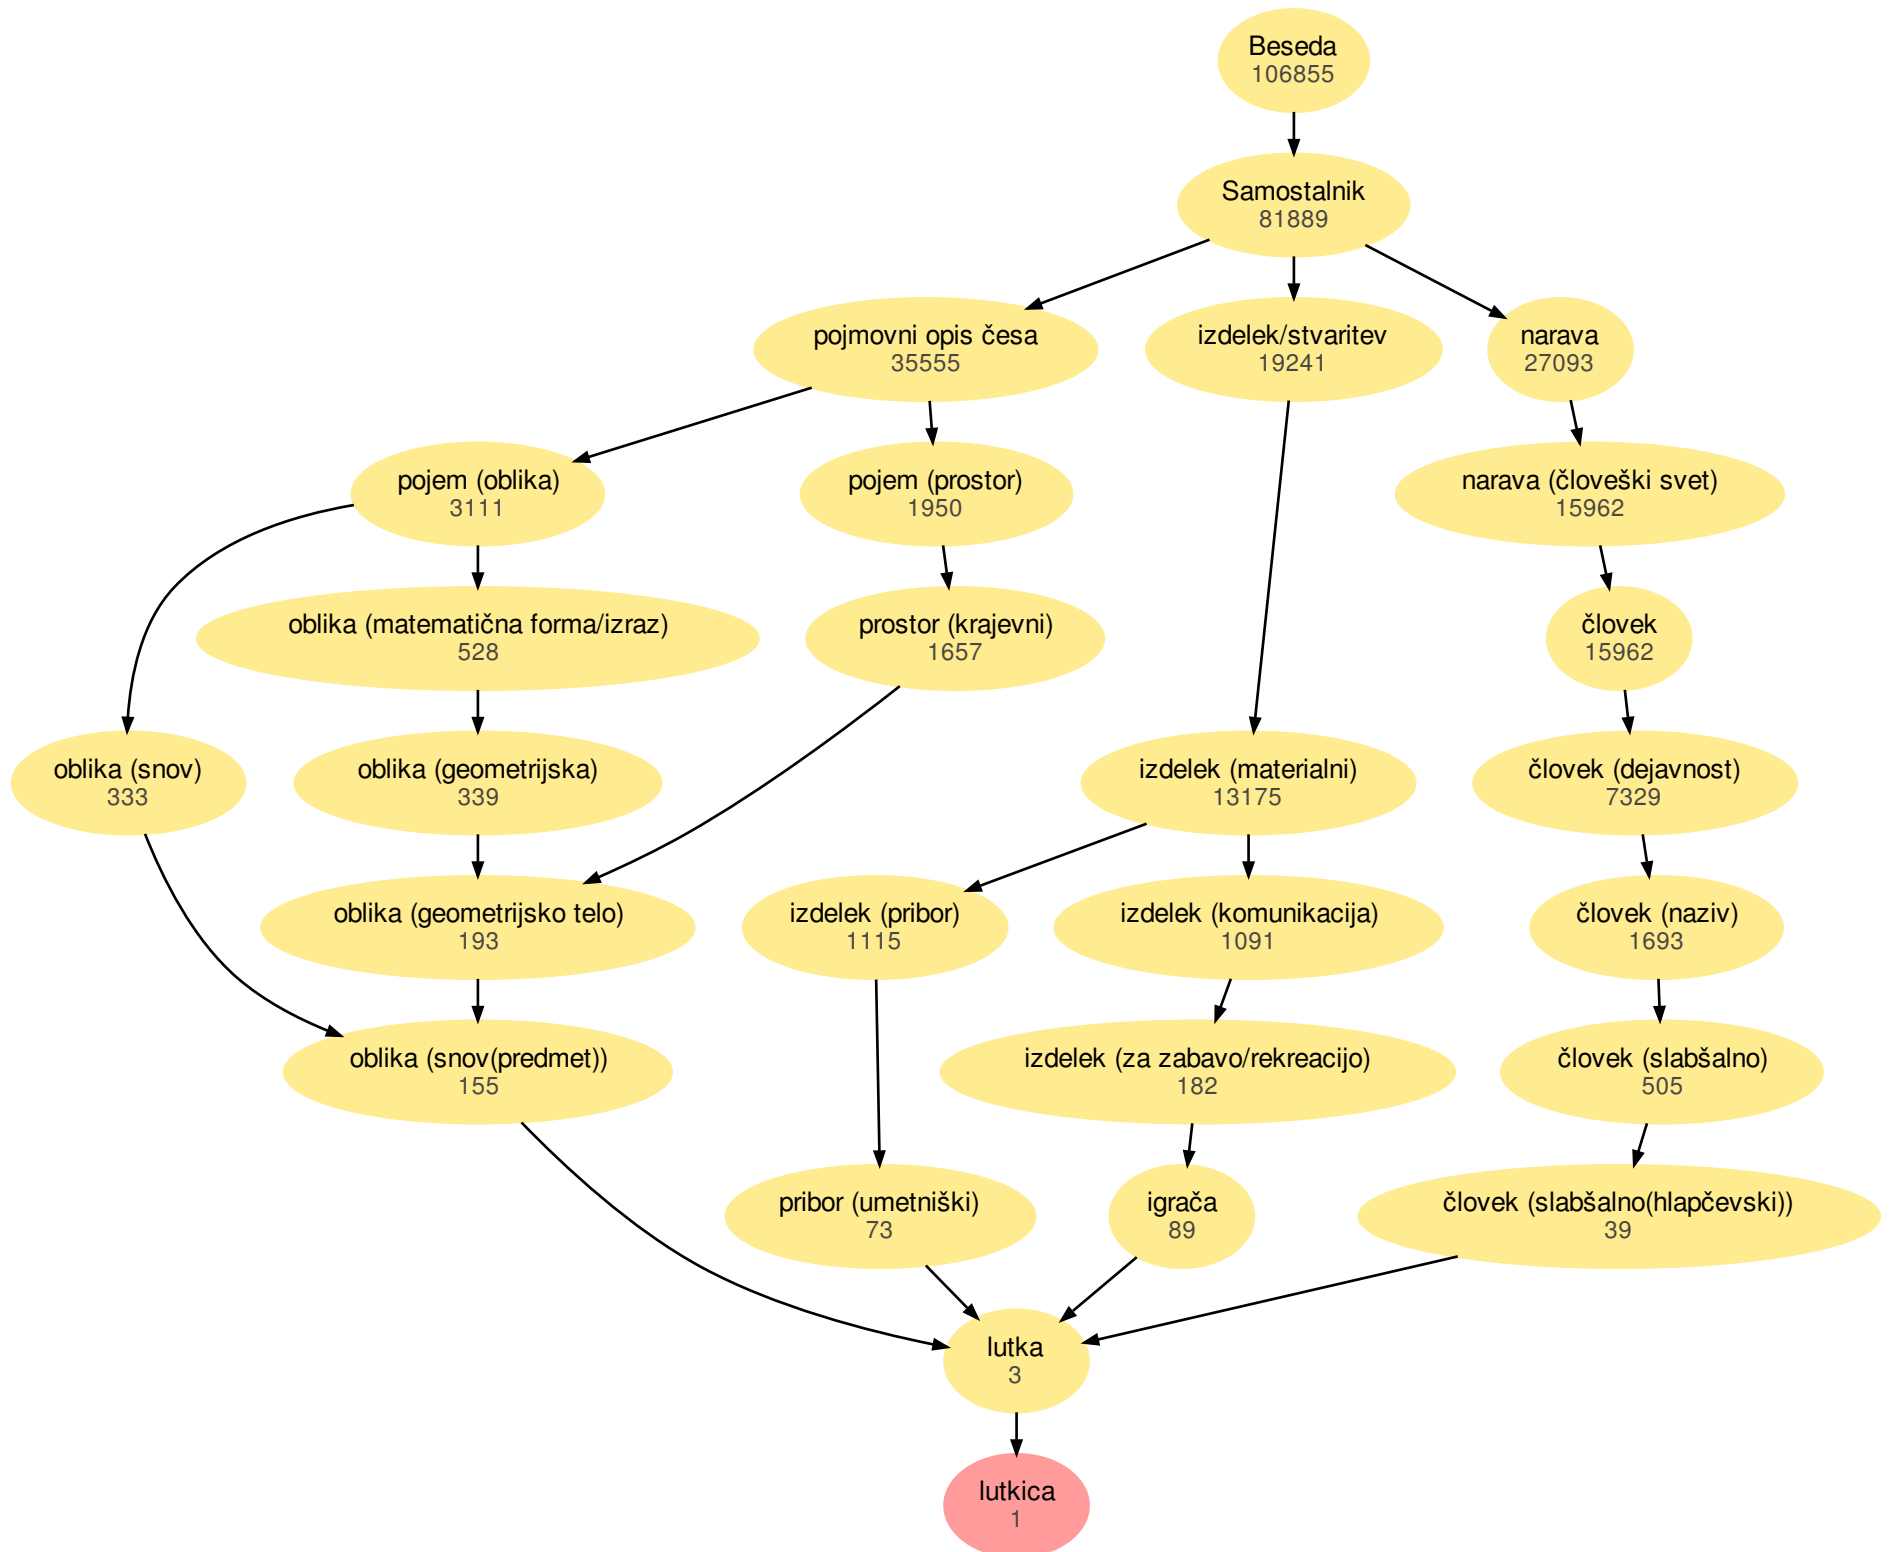 Beseda
106855
Samostalnik
81889
pojmovni opis česa
35555
izdelek/stvaritev
19241
narava
27093
pojem (oblika)
3111
pojem (prostor)
1950
narava (človeški svet)
15962
oblika (matematična forma/izraz)
528
prostor (krajevni)
1657
človek
15962
oblika (snov)
333
oblika (geometrijska)
339
izdelek (materialni)
13175
človek (dejavnost)
7329
oblika (geometrijsko telo)
193
izdelek (pribor)
1115
izdelek (komunikacija)
1091
človek (naziv)
1693
oblika (snov(predmet))
155
izdelek (za zabavo/rekreacijo)
182
človek (slabšalno)
505
pribor (umetniški)
73
igrača
89
človek (slabšalno(hlapčevski))
39
lutka
3
lutkica
1